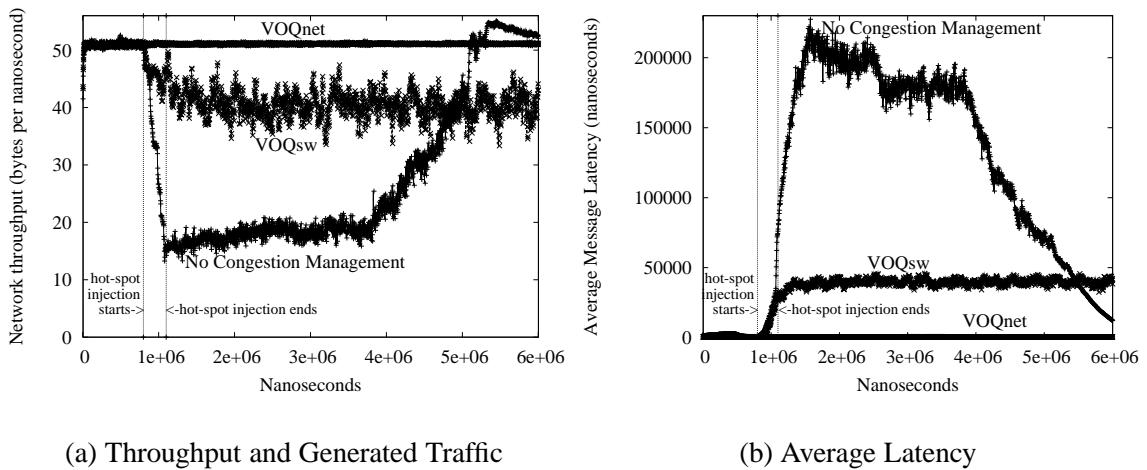 Network throughput (bytes per nanosecond)
50
40
30
20
10
0
VOQnet
VOQsw
No Congestion Management
hot-spot
injection
starts->
<-hot-spot injection ends
0 1e+06 2e+06 3e+06 4e+06 5e+06 6e+06
Nanoseconds
(a) Throughput and Generated Traffic
Average Message Latency (nanoseconds)
200000
150000
100000
50000
0
No Congestion Management
VOQsw
hot-spot
injection
starts->
<-hot-spot injection ends
VOQnet
0 1e+06 2e+06 3e+06 4e+06 5e+06 6e+06
Nanoseconds
(b) Average Latency